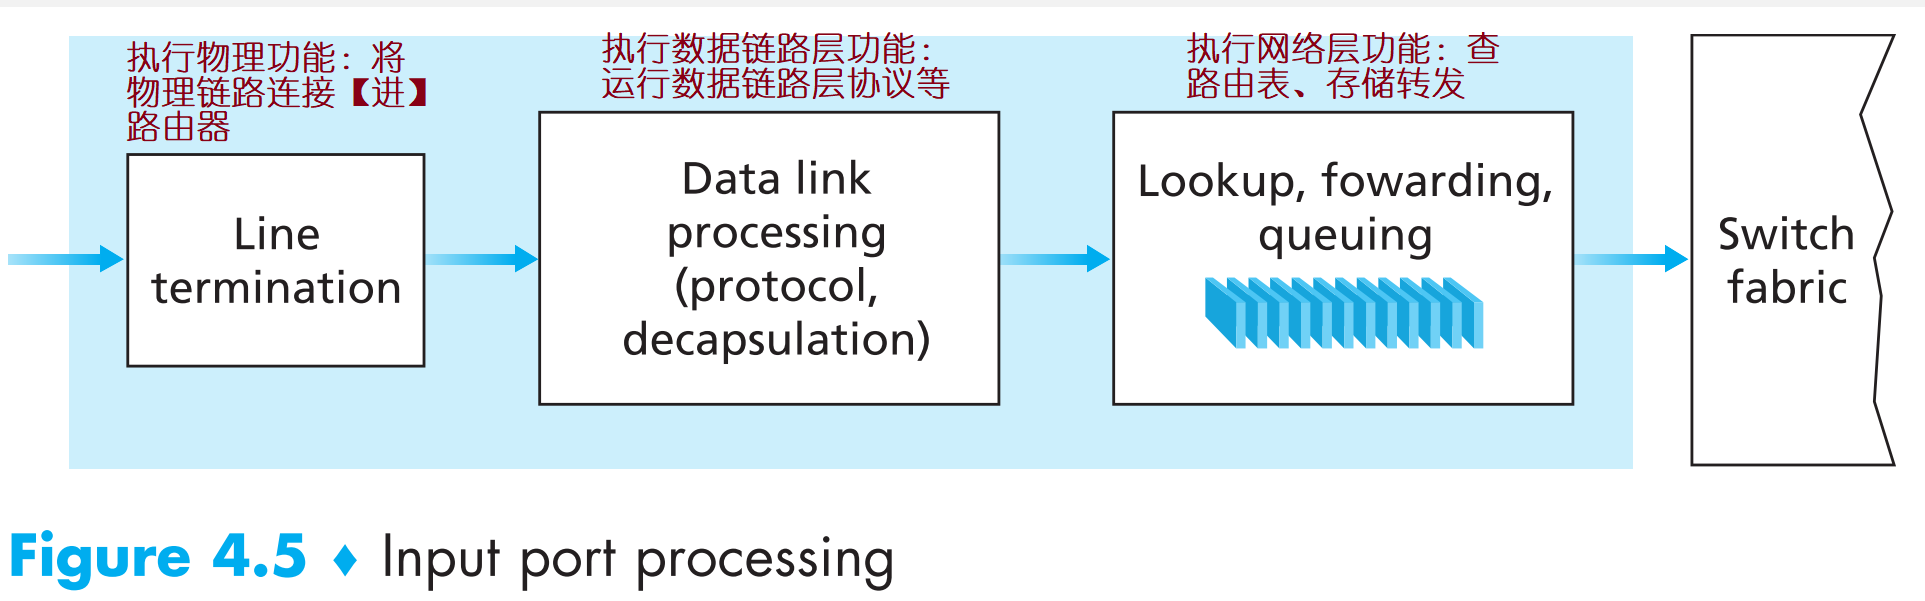 执行物理功能：将
物理链路连接【进】
路由器
Line
termination
执行数据链路层功能：
运行数据链路层协议等
Data link
processing
(protocol,
decapsulation)
执行网络层功能：查
路由表、存储转发
Lookup, fowarding,
queuing
Switch
fabric
Figure 4.5 ♦ Input port processing